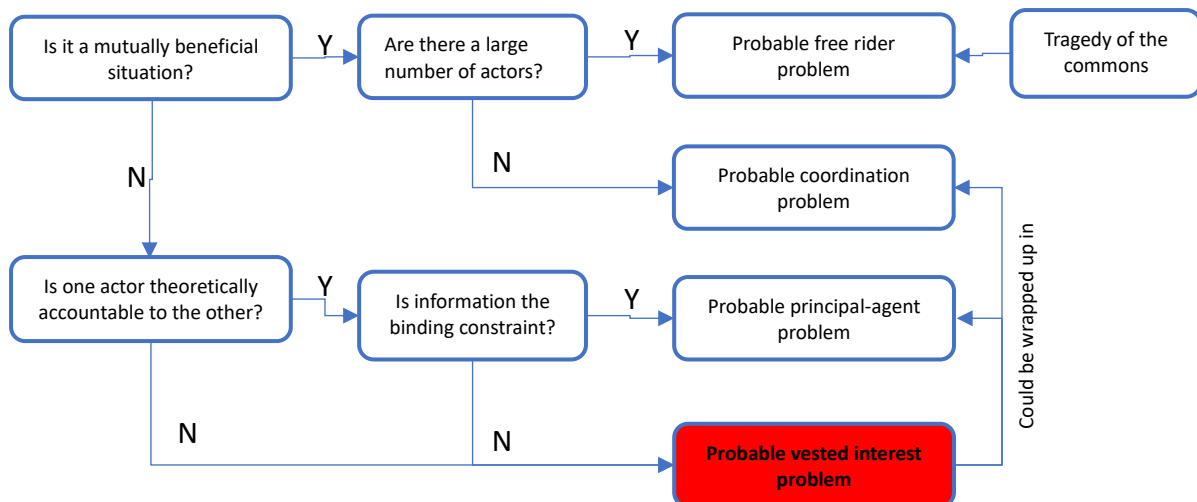 Is it a mutually beneficial
situation?
Y
Are there a large
number of actors?
Y
Probable free rider
problem
Tragedy of the
commons
N
N
Probable coordination
problem
Is one actor theoretically
accountable to the other?
Y
Is information the
binding constraint?
Y
Probable principal-agent
problem
Could be wrapped up in
N
N
Probable vested interest
problem